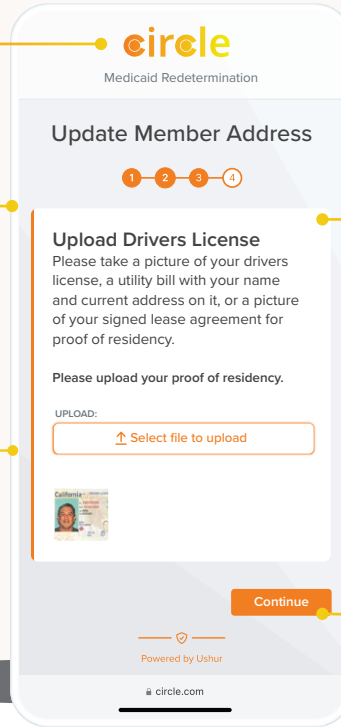 circle
Medicaid Redetermination
Update Member Address
1 2 3 4
Upload Drivers License
Please take a picture of your drivers
license, a utility bill with your name
and current address on it, or a picture
of your signed lease agreement for
proof of residency.
Please upload your proof of residency.
UPLOAD:
Select file to upload
California
Continue
Powered by Ushur
circle.com